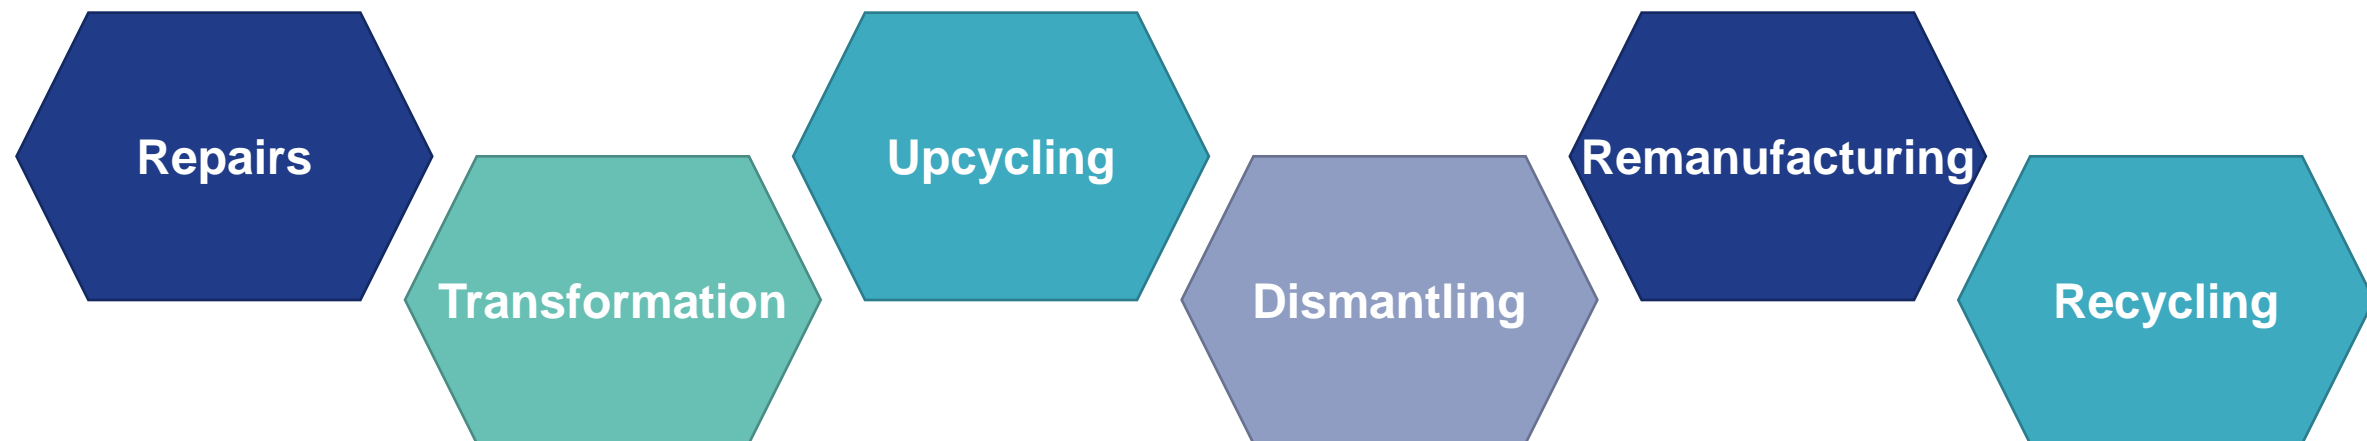 Repairs
Transformation
Upcycling
Dismantling
Remanufacturing
Recycling